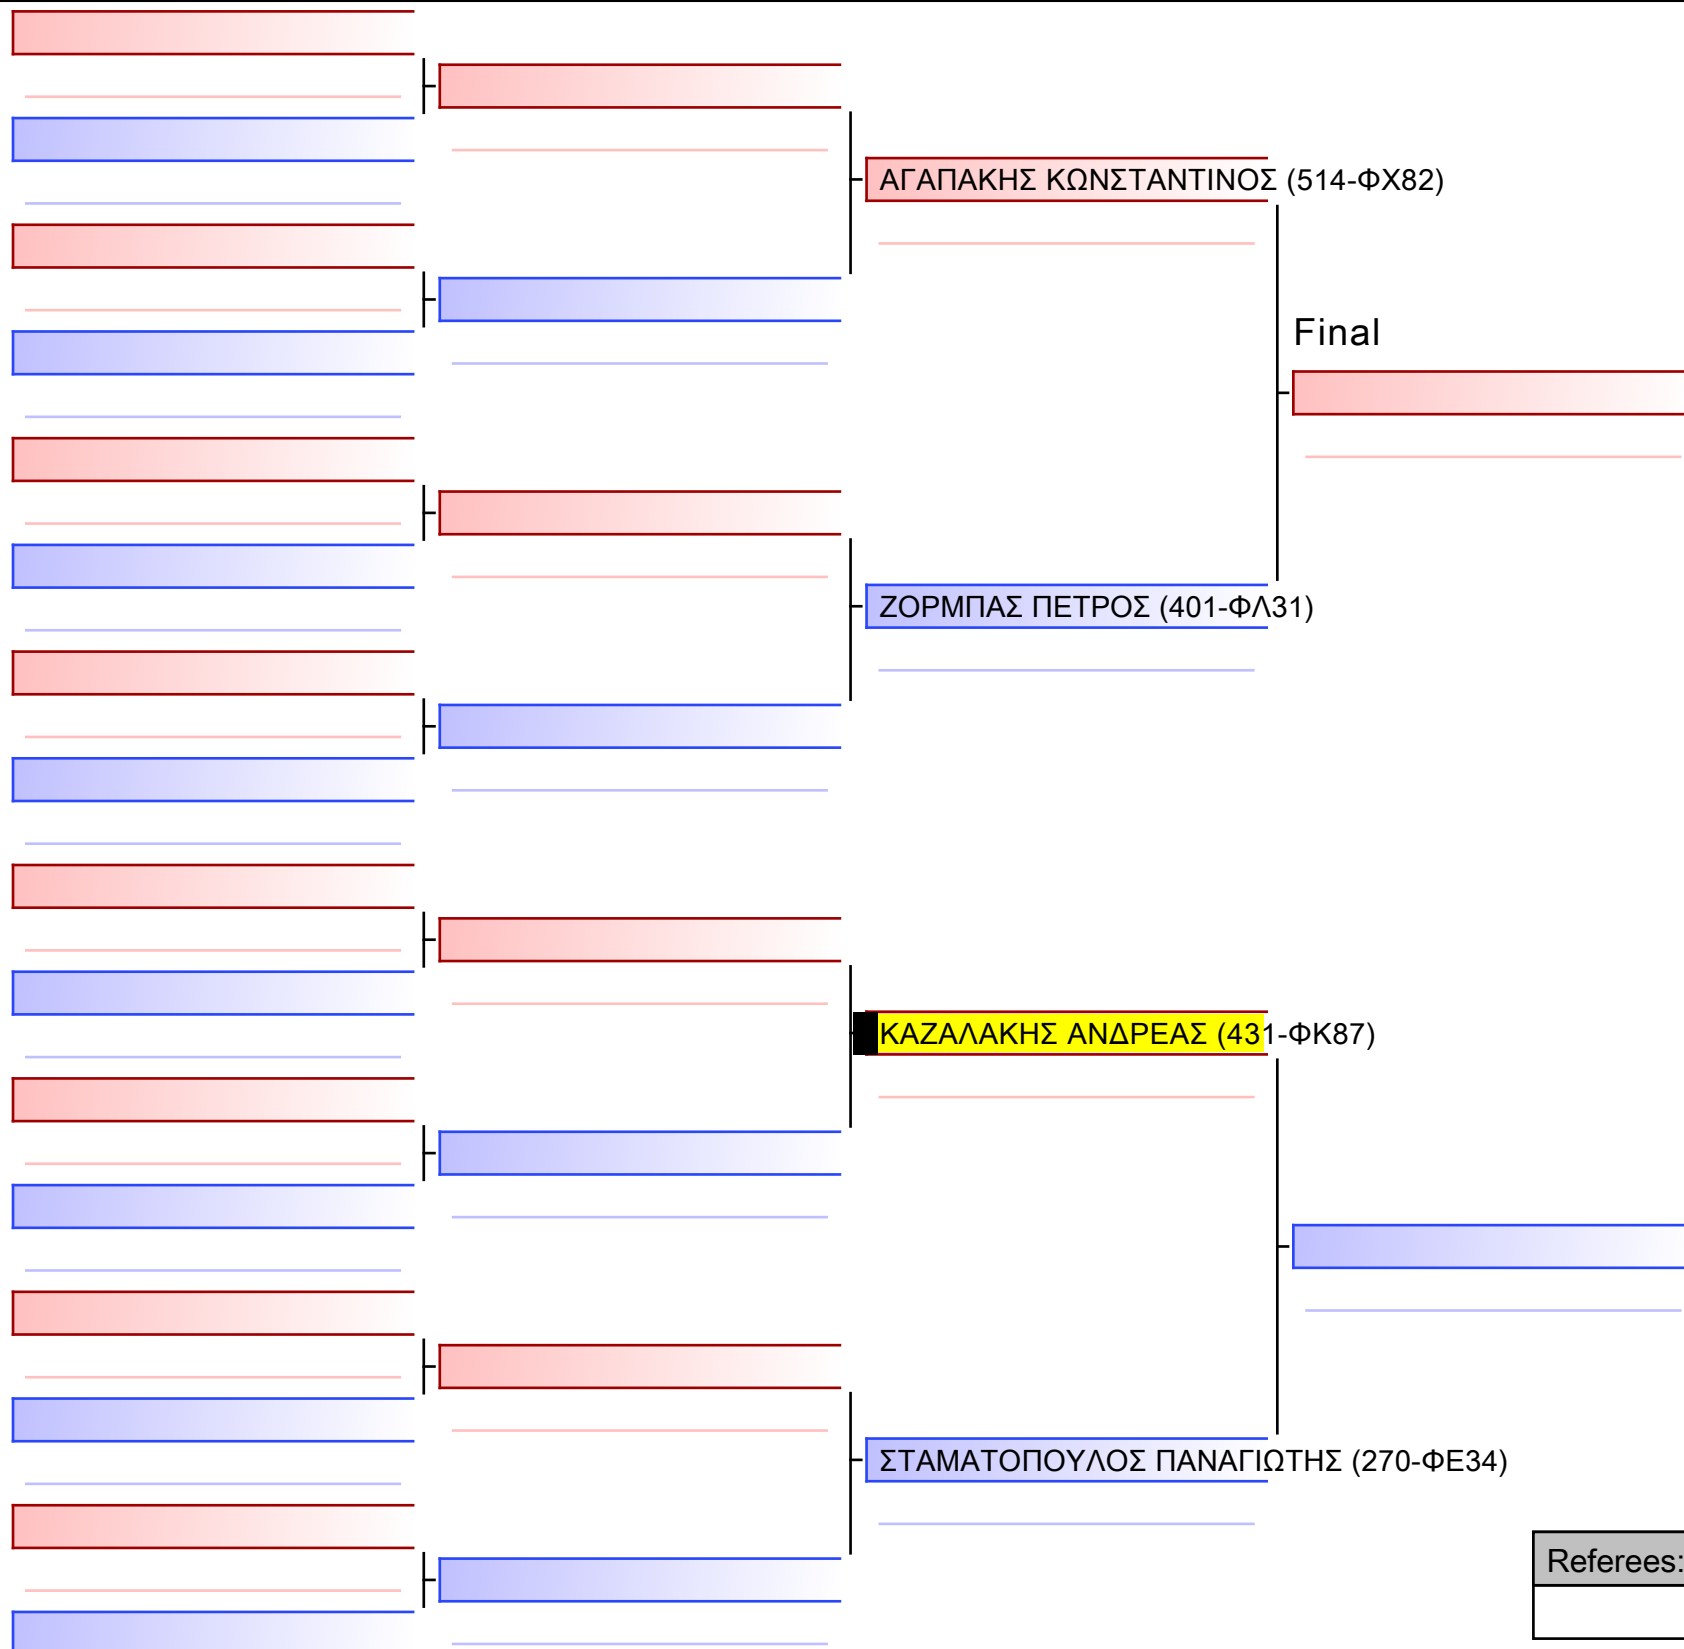 ΑΓΑΠΑΚΗΣ ΚΩΝΣΤΑΝΤΙΝΟΣ (514-ΦΧ82)
Final
ΖΟΡΜΠΑΣ ΠΕΤΡΟΣ (401-ΦΛ31)
ΚΑΖΑΛΑΚΗΣ ΑΝΔΡΕΑΣ (431-ΦΚ87)
ΣΤΑΜΑΤΟΠΟΥΛΟΣ ΠΑΝΑΓΙΩΤΗΣ (270-ΦΕ34)
Referees: